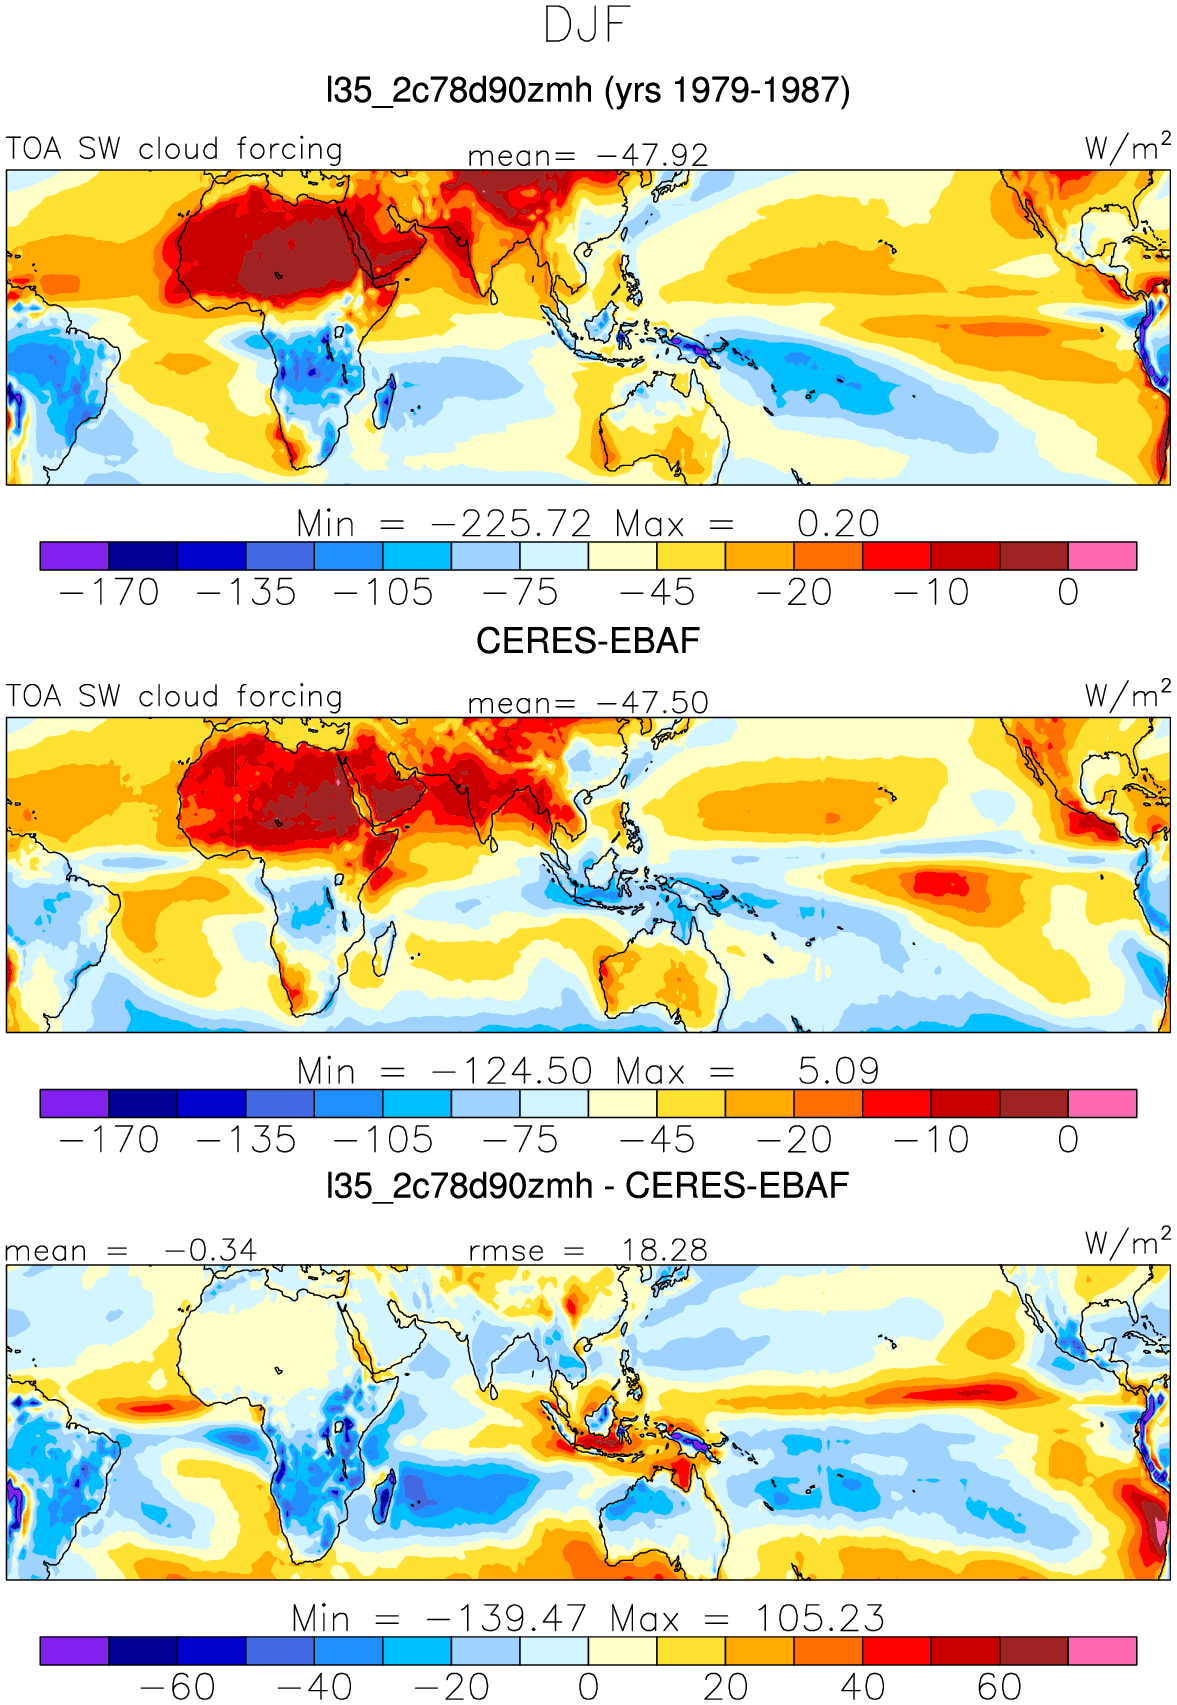 DJF
l35_2c78d90zmh (yrs 1979-1987)
TOA SW cloud forcing mean= −47.92 W/m²
Min = −225.72 Max = 0.20
−170 −135 −105 −75 −45 −20 −10 0
CERES-EBAF
TOA SW cloud forcing mean= −47.50 W/m²
Min = −124.50 Max = 5.09
−170 −135 −105 −75 −45 −20 −10 0
l35_2c78d90zmh - CERES-EBAF
mean = −0.34 rmse = 18.28 W/m²
Min = −139.47 Max = 105.23
−60 −40 −20 0 20 40 60